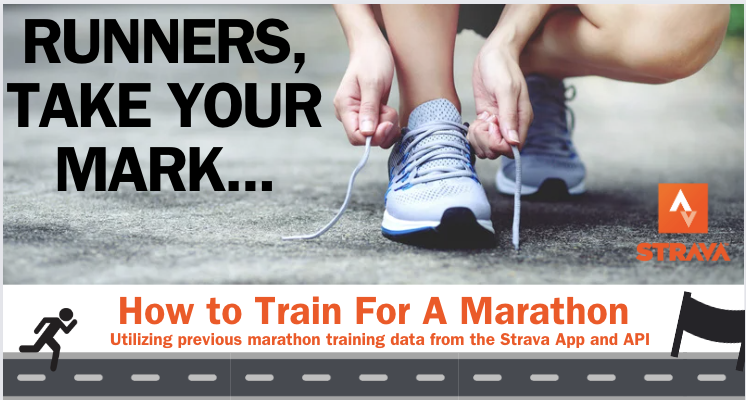 RUNNERS,
TAKE YOUR
MARK...
STRAVA
How to Train For A Marathon
Utilizing previous marathon training data from the Strava App and API